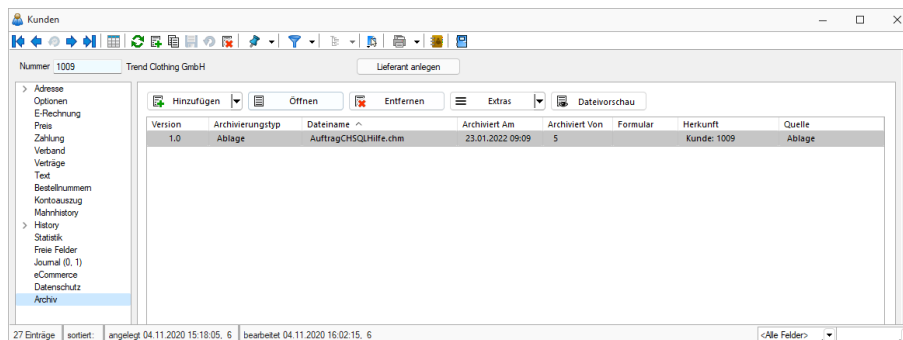 Kunden
Nummer 1009 Trend Clothing GmbH Lieferant anlegen
Adresse
Optionen
E-Rechnung
Preis
Zahlung
Verband
Verträge
Text
Bestellnummern
Kontoauszug
Mahnhistory
History
Statistik
Freie Felder
Journal (0, 1)
eCommerce
Datenschutz
Archiv
Hinzufügen Öffnen Entfernen Extras Dateivorschau
Version Archivierungstyp Dateiname Archiviert Am Archiviert Von Formular Herkunft Quelle
1.0 Ablage AuftragCHSQLHilfe.chm 23.01.2022 09:09 5 Kunde: 1009 Ablage
27 Einträge sortiert: angelegt 04.11.2020 15:18:05, 6 bearbeitet 04.11.2020 16:02:15, 6 <Alle Felder>